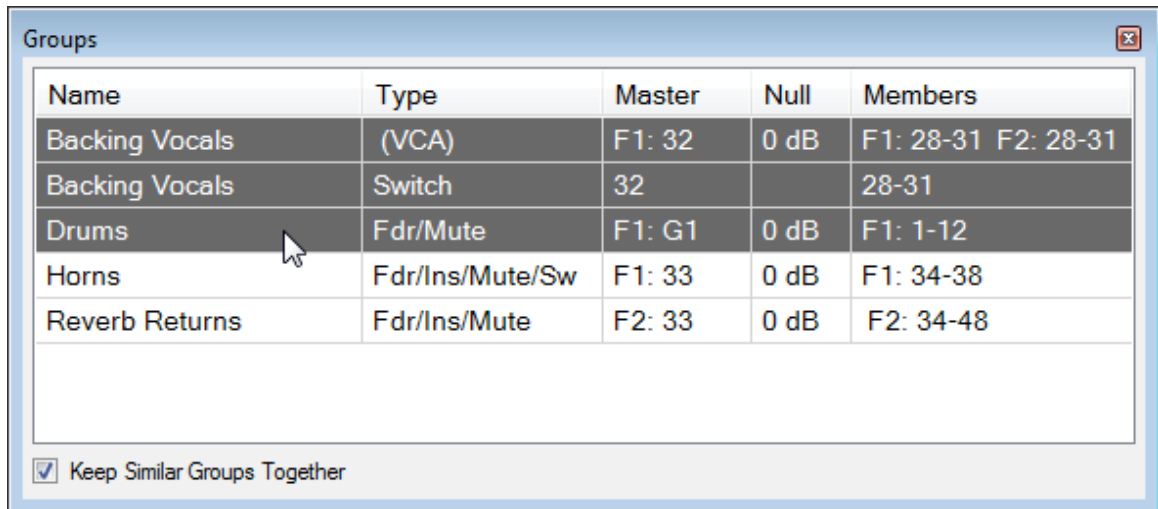 Groups
Name Type Master Null Members
Backing Vocals (VCA) F1: 32 0 dB F1: 28-31 F2: 28-31
Backing Vocals Switch 32 28-31
Drums Fdr/Mute F1: G1 0 dB F1: 1-12
Horns Fdr/Ins/Mute/Sw F1: 33 0 dB F1: 34-38
Reverb Returns Fdr/Ins/Mute F2: 33 0 dB F2: 34-48
Keep Similar Groups Together